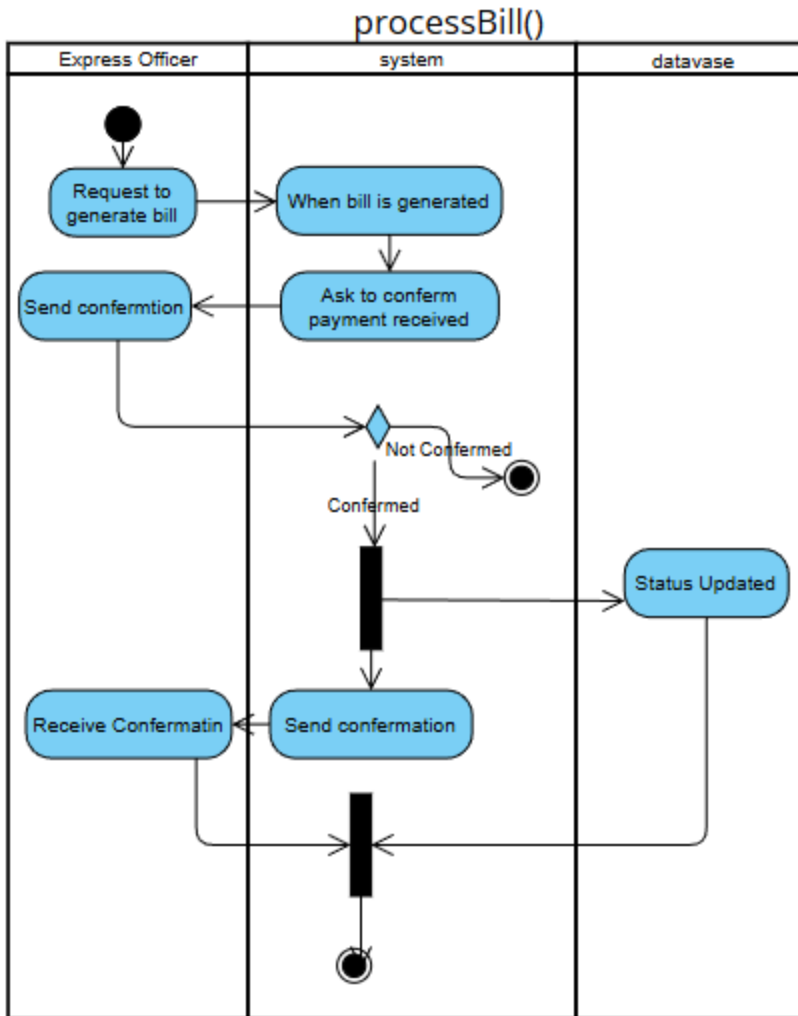 processBill()
Express Officer
system
datavase
Request to
generate bill
When bill is generated
Send confermtion
Ask to conferm
payment received
Not Confermed
Confermed
Status Updated
Receive Confermatin
Send confermation